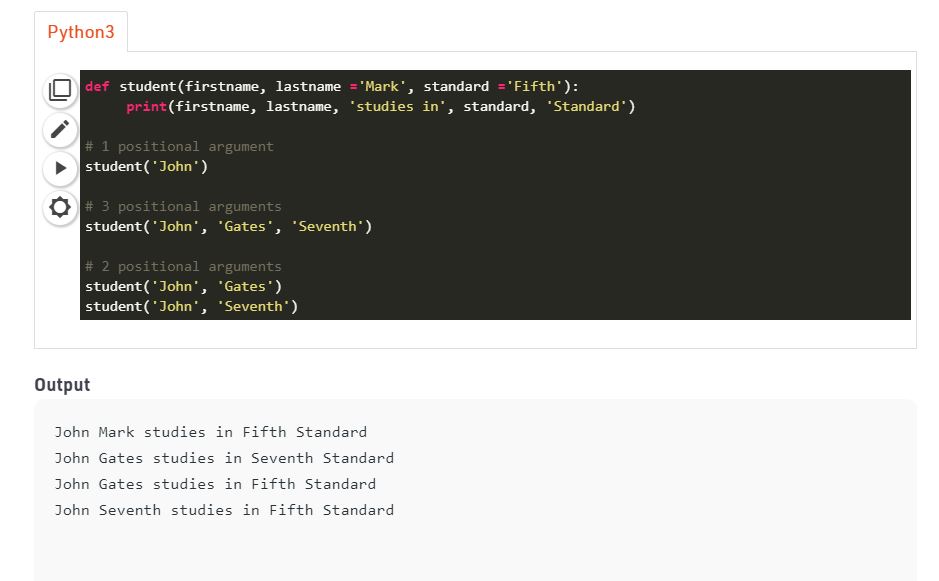 Python3
def student(firstname, lastname ='Mark', standard ='Fifth'):
print(firstname, lastname, 'studies in', standard, 'Standard')
# 1 positional argument
student('John')
# 3 positional arguments
student('John', 'Gates', 'Seventh')
# 2 positional arguments
student('John', 'Gates')
student('John', 'Seventh')
Output
John Mark studies in Fifth Standard
John Gates studies in Seventh Standard
John Gates studies in Fifth Standard
John Seventh studies in Fifth Standard